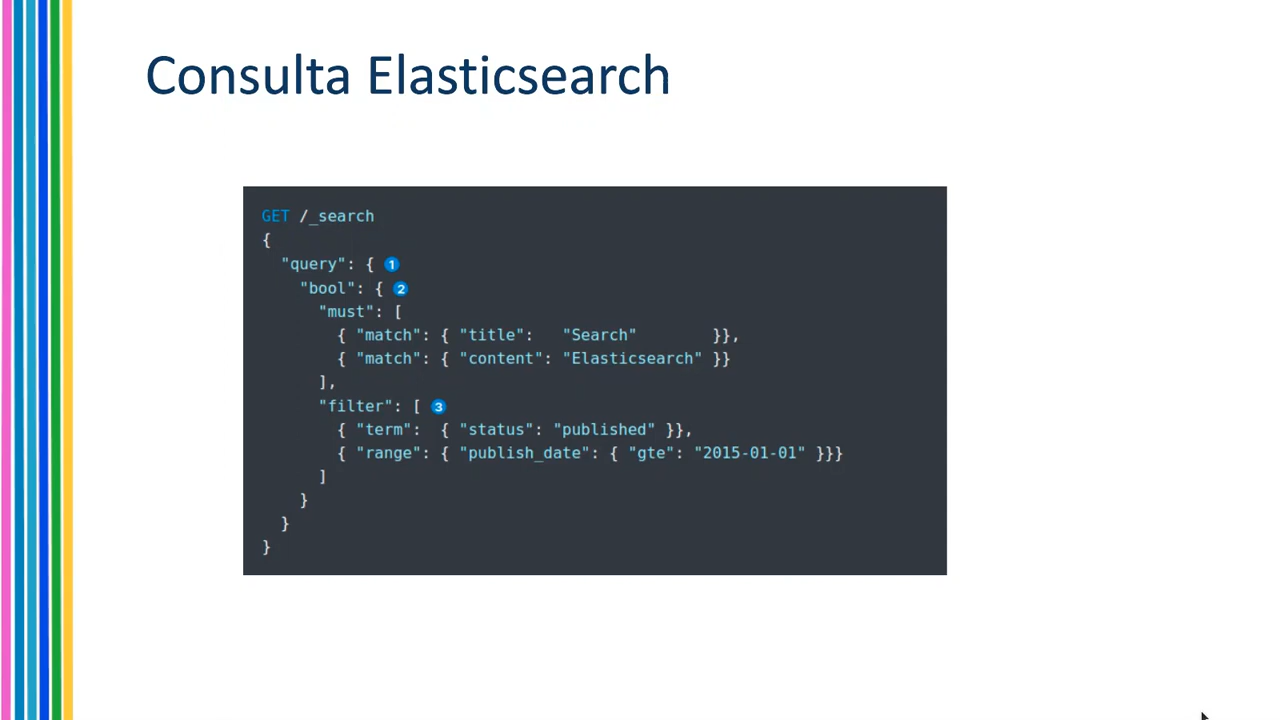 Consulta Elasticsearch
GET /_search
{
  "query": { 1
    "bool": { 2
      "must": [
        { "match": { "title":   "Search"        }},
        { "match": { "content": "Elasticsearch" }}
      ],
      "filter": [ 3
        { "term":  { "status": "published" }},
        { "range": { "publish_date": { "gte": "2015-01-01" }}}
      ]
    }
  }
}